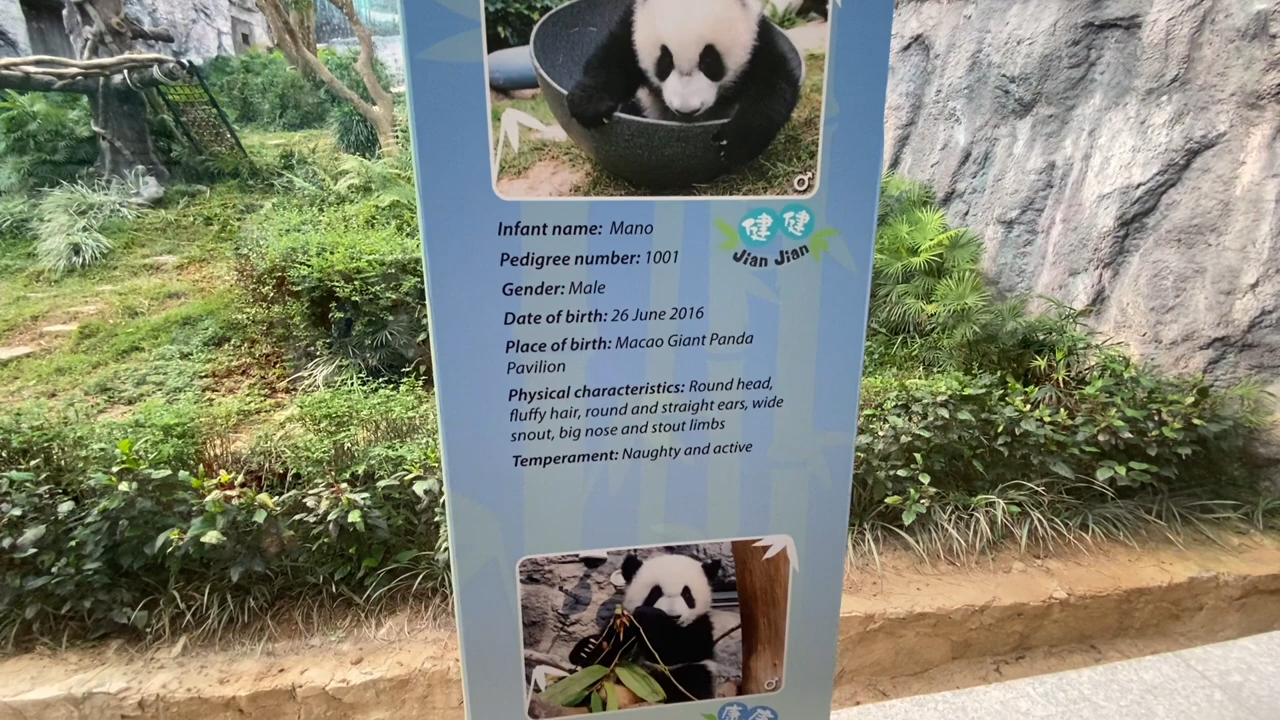 Infant name: Mano
健健
Jian Jian
Pedigree number: 1001
Gender: Male
Date of birth: 26 June 2016
Place of birth: Macao Giant Panda
Pavilion
Physical characteristics: Round head,
fluffy hair, round and straight ears, wide
snout, big nose and stout limbs
Temperament: Naughty and active